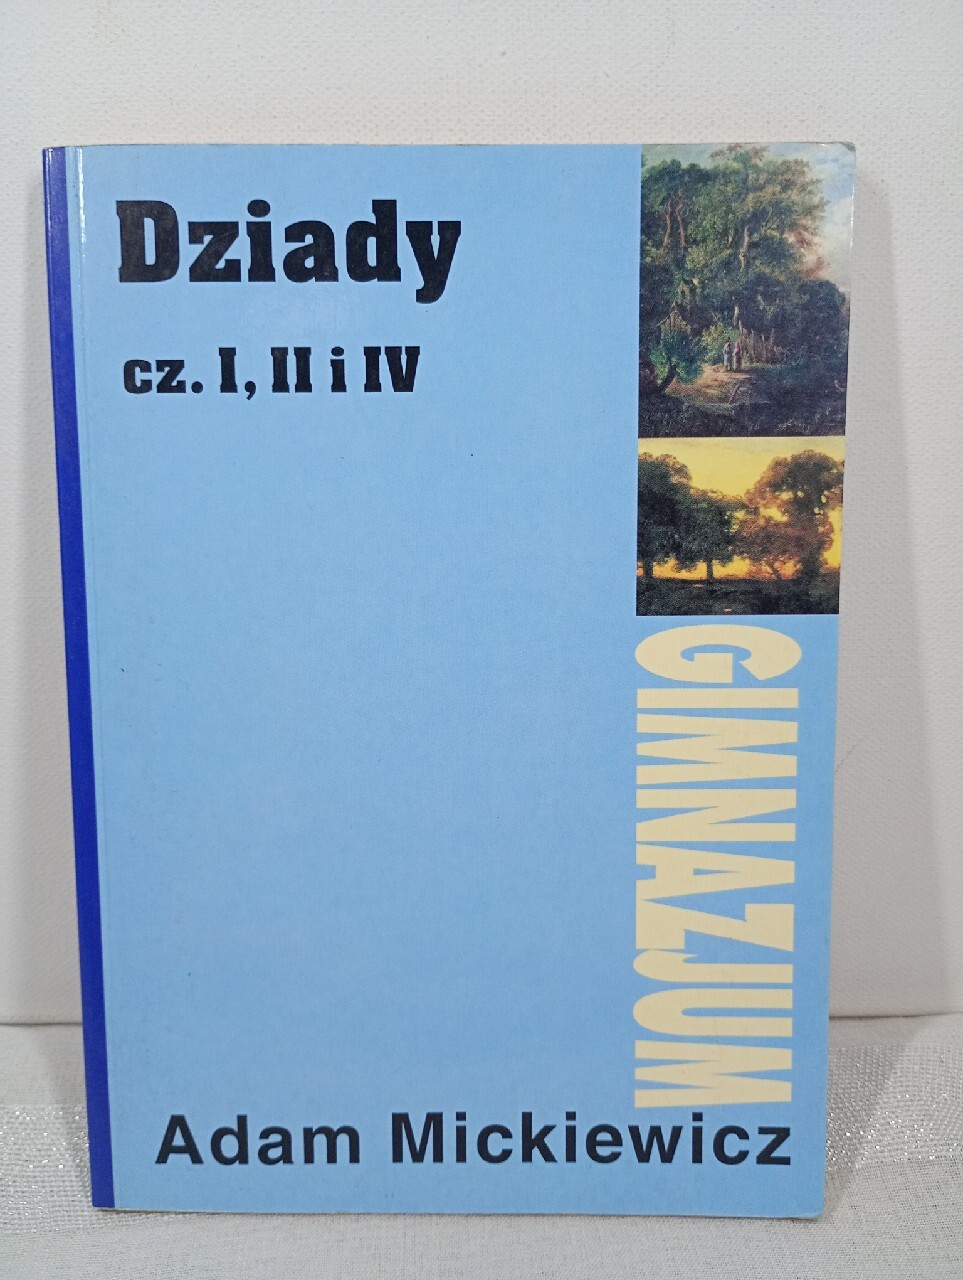 Dziady
cz. I, II i IV
GIMNAZJUM
Adam Mickiewicz